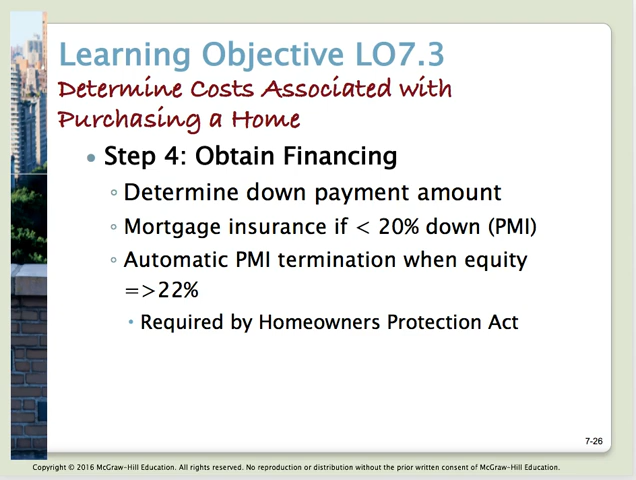 Learning Objective LO7.3
Determine Costs Associated with
Purchasing a Home
• Step 4: Obtain Financing
◦ Determine down payment amount
◦ Mortgage insurance if < 20% down (PMI)
◦ Automatic PMI termination when equity
=>22%
• Required by Homeowners Protection Act
7-26
Copyright © 2016 McGraw-Hill Education. All rights reserved. No reproduction or distribution without the prior written consent of McGraw-Hill Education.